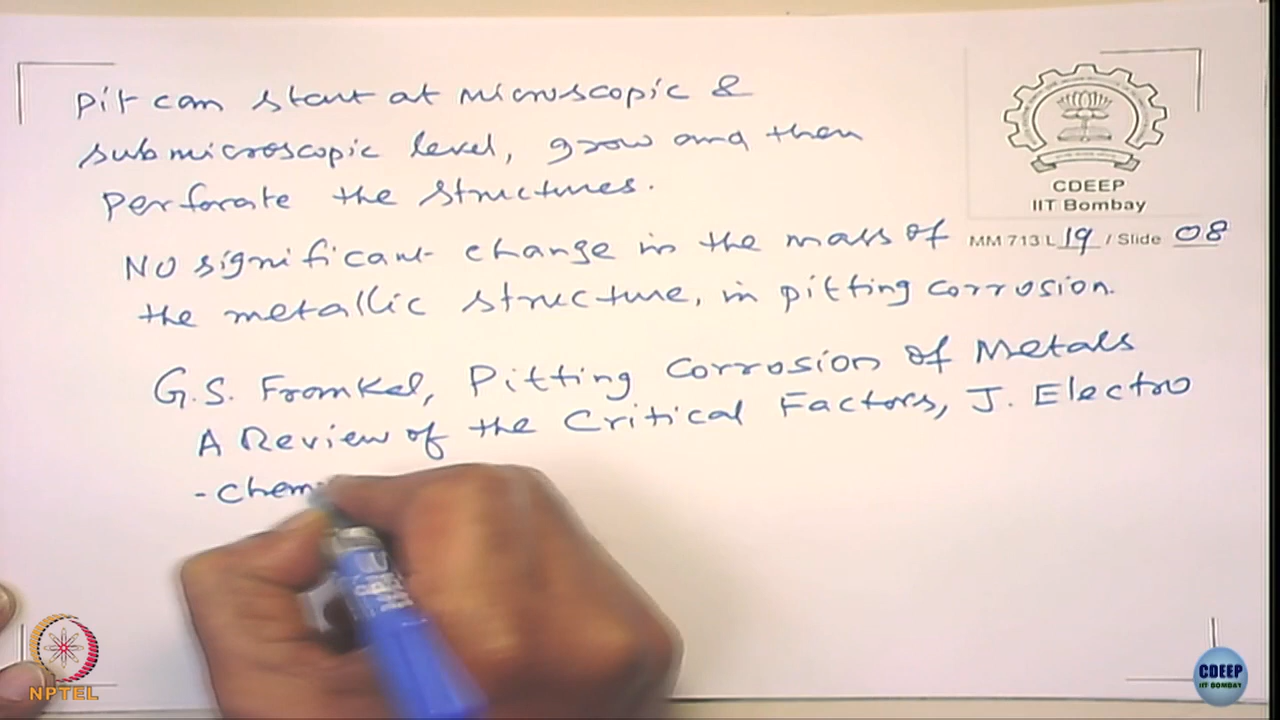 Pit can start at microscopic &
submicroscopic level, grow and then
perforate the structures.
CDEEP
IIT Bombay
MM 713 L 19 / Slide 08
No significant change in the mass of
the metallic structure, in pitting corrosion.
G.S. Frankel, Pitting Corrosion of Metals
A Review of the Critical Factors, J. Electro
- Chem
NPTEL
CDEEP
IIT BOMBAY